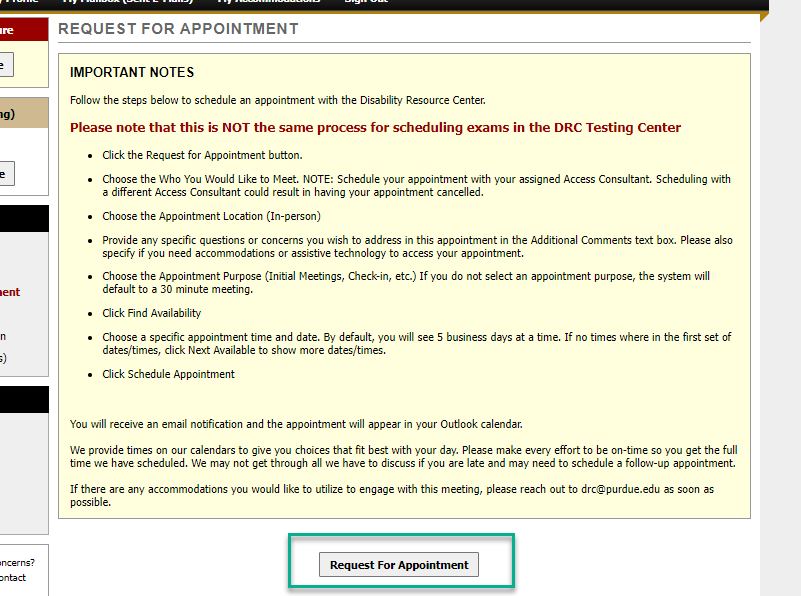 My Mailbox (Sent E-Mails) My Accommodations Sign Out
REQUEST FOR APPOINTMENT
IMPORTANT NOTES
Follow the steps below to schedule an appointment with the Disability Resource Center.
Please note that this is NOT the same process for scheduling exams in the DRC Testing Center
• Click the Request for Appointment button.
• Choose the Who You Would Like to Meet. NOTE: Schedule your appointment with your assigned Access Consultant. Scheduling with
a different Access Consultant could result in having your appointment cancelled.
• Choose the Appointment Location (In-person)
• Provide any specific questions or concerns you wish to address in this appointment in the Additional Comments text box. Please also
specify if you need accommodations or assistive technology to access your appointment.
• Choose the Appointment Purpose (Initial Meetings, Check-in, etc.) If you do not select an appointment purpose, the system will
default to a 30 minute meeting.
• Click Find Availability
• Choose a specific appointment time and date. By default, you will see 5 business days at a time. If no times where in the first set of
dates/times, click Next Available to show more dates/times.
• Click Schedule Appointment
You will receive an email notification and the appointment will appear in your Outlook calendar.
We provide times on our calendars to give you choices that fit best with your day. Please make every effort to be on-time so you get the full
time we have scheduled. We may not get through all we have to discuss if you are late and may need to schedule a follow-up appointment.
If there are any accommodations you would like to utilize to engage with this meeting, please reach out to drc@purdue.edu as soon as
possible.
Request For Appointment